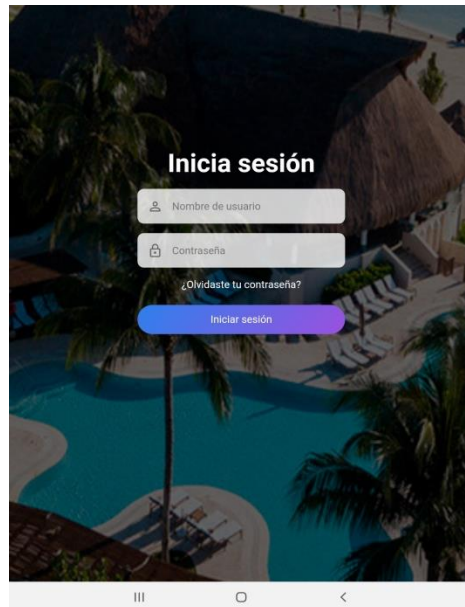 Inicia sesión
Nombre de usuario
Contraseña
¿Olvidaste tu contraseña?
Iniciar sesión